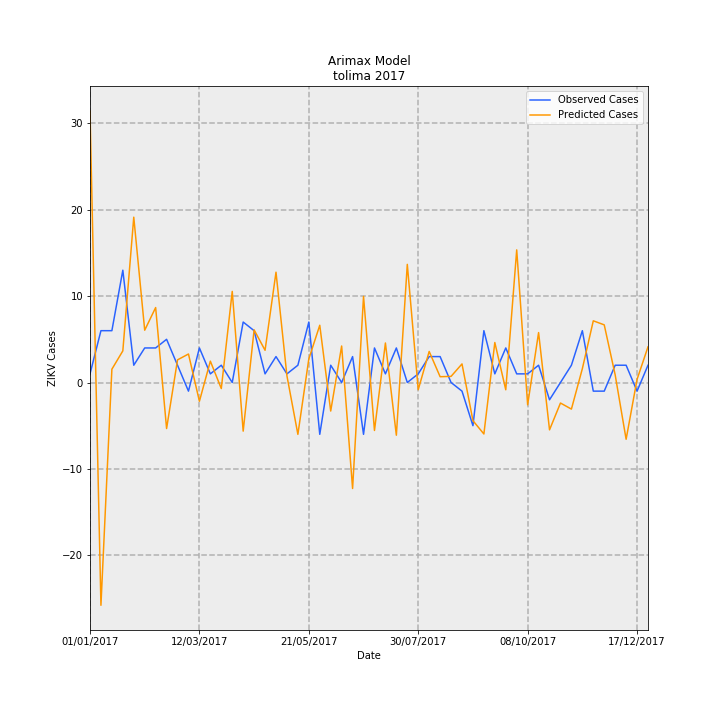 Arimax Model
tolima 2017
Observed Cases
Predicted Cases
30
20
10
0
−10
−20
ZIKV Cases
01/01/2017
12/03/2017
21/05/2017
30/07/2017
08/10/2017
17/12/2017
Date